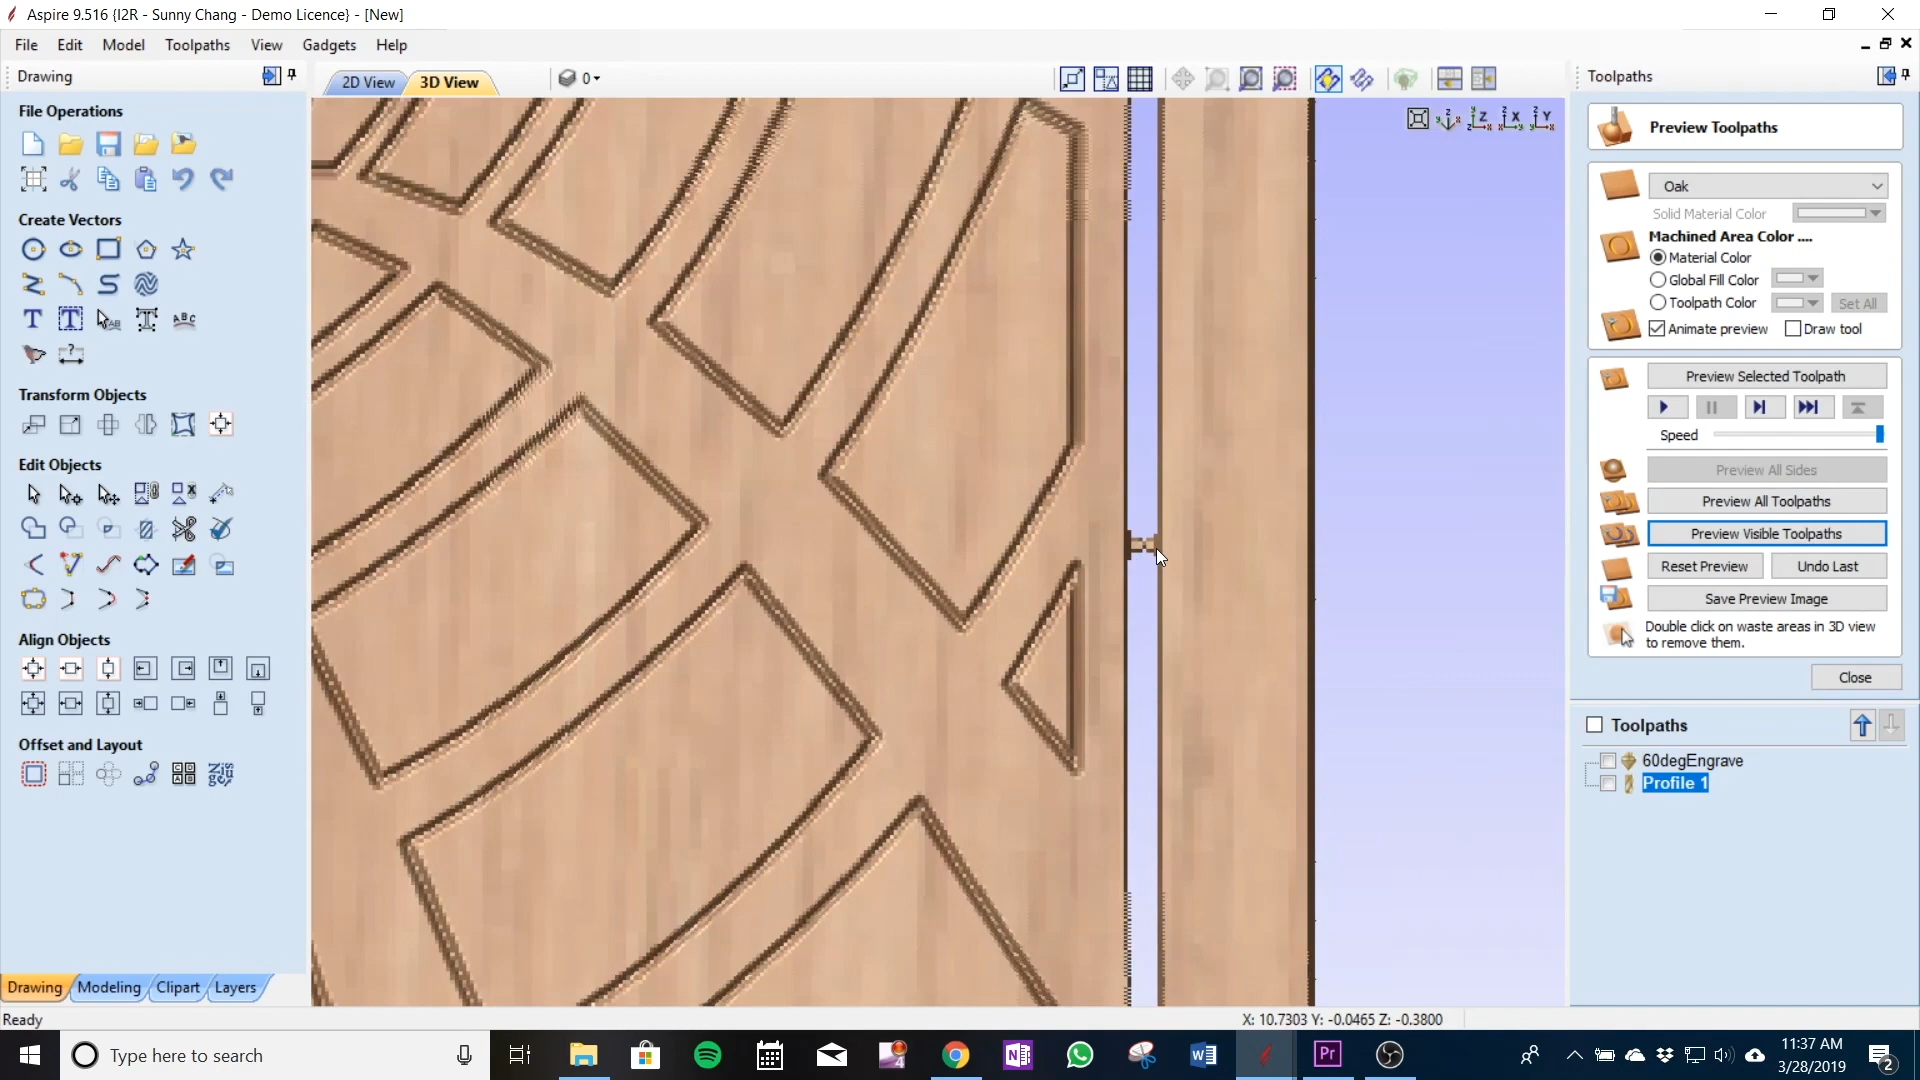 Aspire 9.516 {I2R - Sunny Chang - Demo Licence} - [New]
File Edit Model Toolpaths View Gadgets Help
Drawing
2D View 3D View
0
Toolpaths
File Operations
Create Vectors
Transform Objects
Edit Objects
Align Objects
Offset and Layout
Drawing Modeling Clipart Layers
Preview Toolpaths
Oak
Solid Material Color
Machined Area Color ....
Material Color
Global Fill Color
Toolpath Color Set All
Animate preview Draw tool
Preview Selected Toolpath
Speed
Preview All Sides
Preview All Toolpaths
Preview Visible Toolpaths
Reset Preview Undo Last
Save Preview Image
Double click on waste areas in 3D view
to remove them.
Close
Toolpaths
60degEngrave
Profile 1
Ready
X: 10.7303 Y: -0.0465 Z: -0.3800
Type here to search
11:37 AM
3/28/2019
2